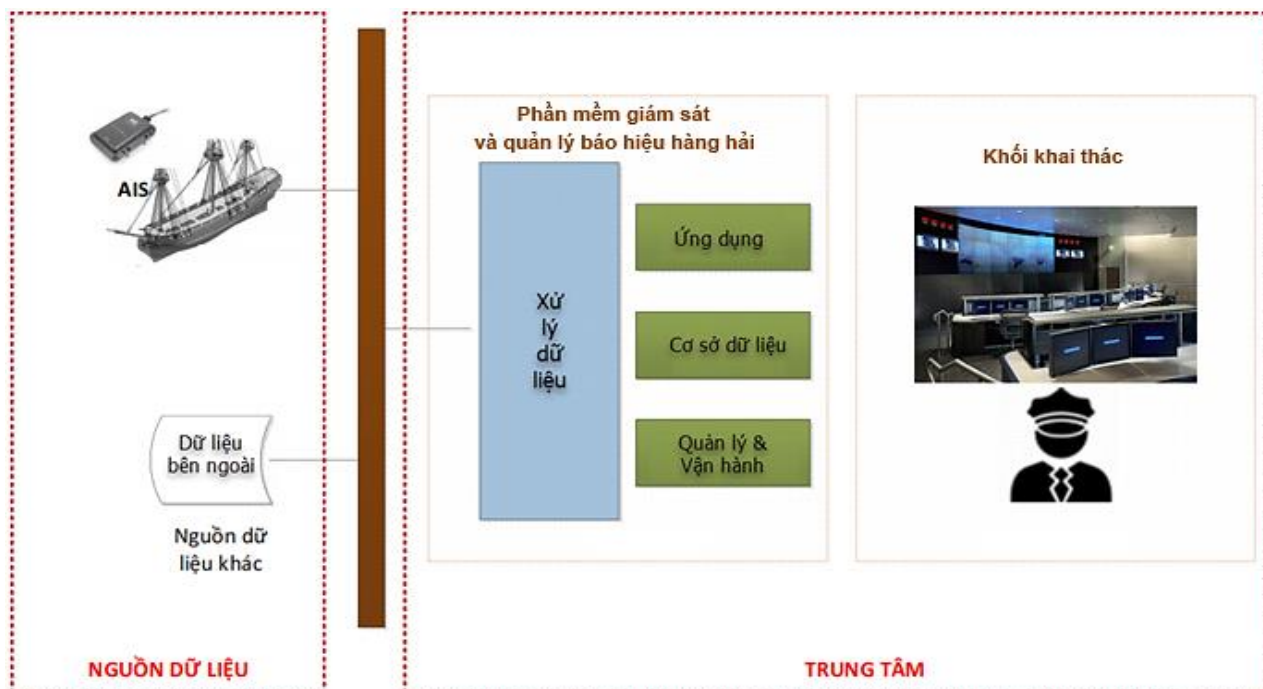 AIS
Dữ liệu
bên ngoài
Nguồn dữ
liệu khác
NGUỒN DỮ LIỆU
Phần mềm giám sát
và quản lý báo hiệu hàng hải
Xử
lý
dữ
liệu
Ứng dụng
Cơ sở dữ liệu
Quản lý &
Vận hành
Khối khai thác
TRUNG TÂM